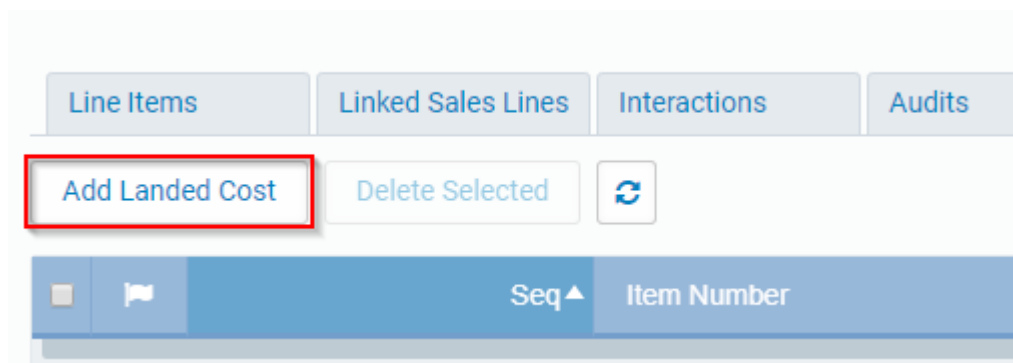 Line Items Linked Sales Lines Interactions Audits
Add Landed Cost Delete Selected
Seq Item Number